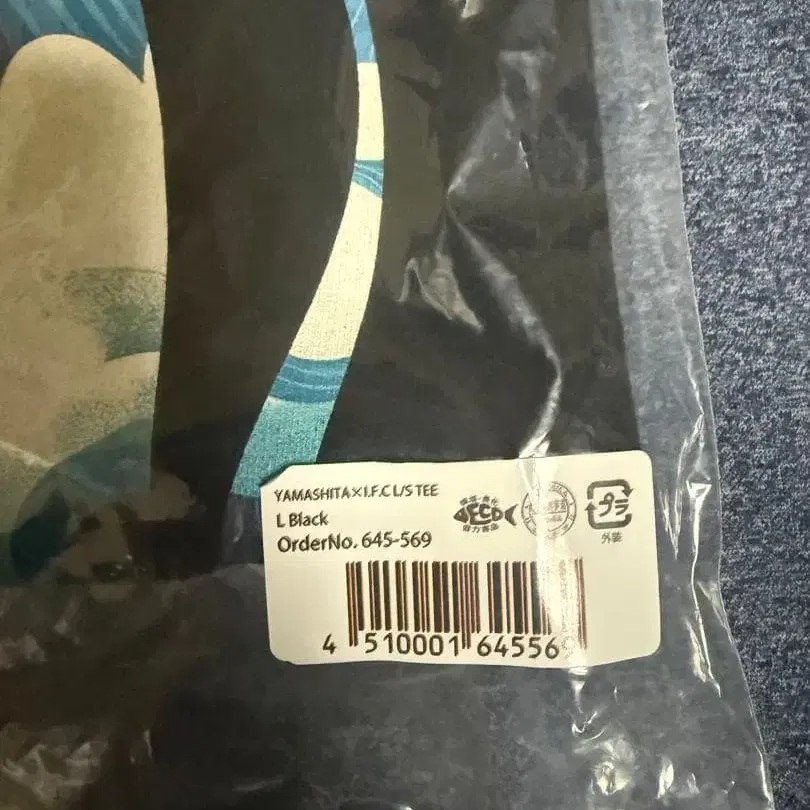 YAMASHITA×I.F.C L/S TEE
L Black
OrderNo. 645-569
プラ
外装
4 510001 64556